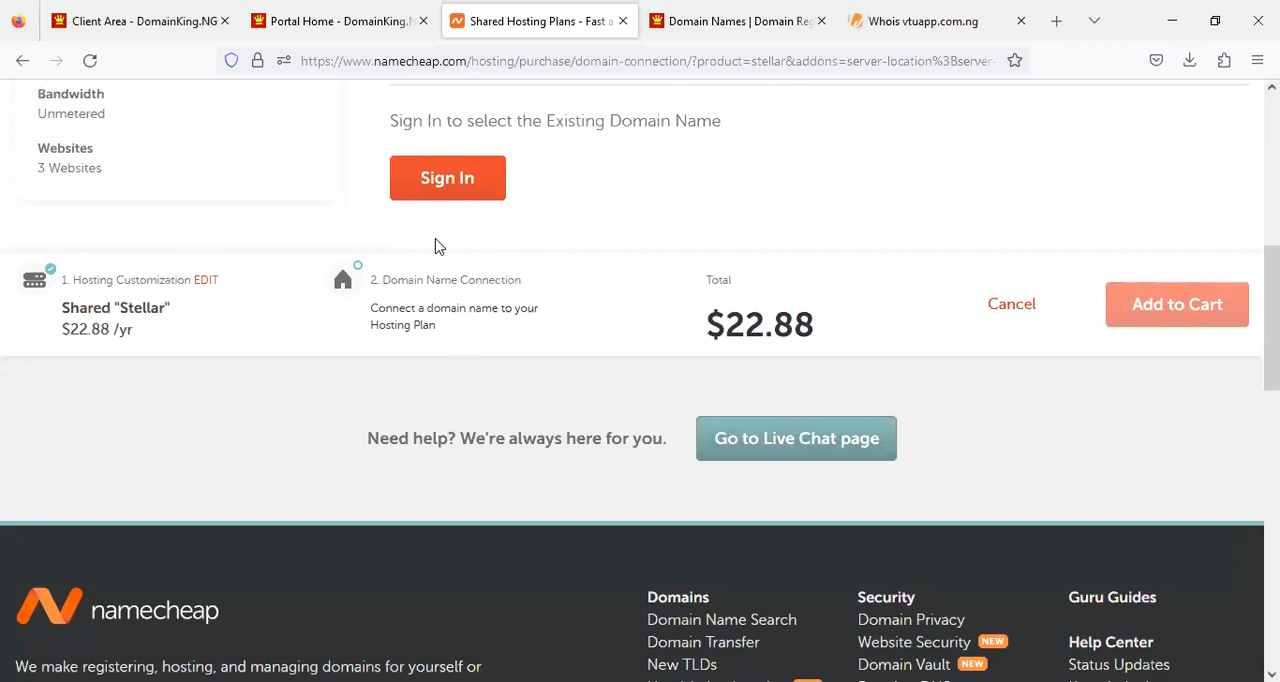 Client Area - DomainKing.NG
Portal Home - DomainKing.N
Shared Hosting Plans - Fast a
Domain Names | Domain Reg
Whois vtuapp.com.ng
https://www.namecheap.com/hosting/purchase/domain-connection/?product=stellar&addons=server-location%3Bserver-
Bandwidth
Unmetered
Websites
3 Websites
Sign In to select the Existing Domain Name
Sign In
1. Hosting Customization EDIT
Shared "Stellar"
$22.88 /yr
2. Domain Name Connection
Connect a domain name to your
Hosting Plan
Total
$22.88
Cancel
Add to Cart
Need help? We're always here for you.
Go to Live Chat page
namecheap
We make registering, hosting, and managing domains for yourself or
Domains
Domain Name Search
Domain Transfer
New TLDs
Security
Domain Privacy
Website Security NEW
Domain Vault NEW
Guru Guides
Help Center
Status Updates